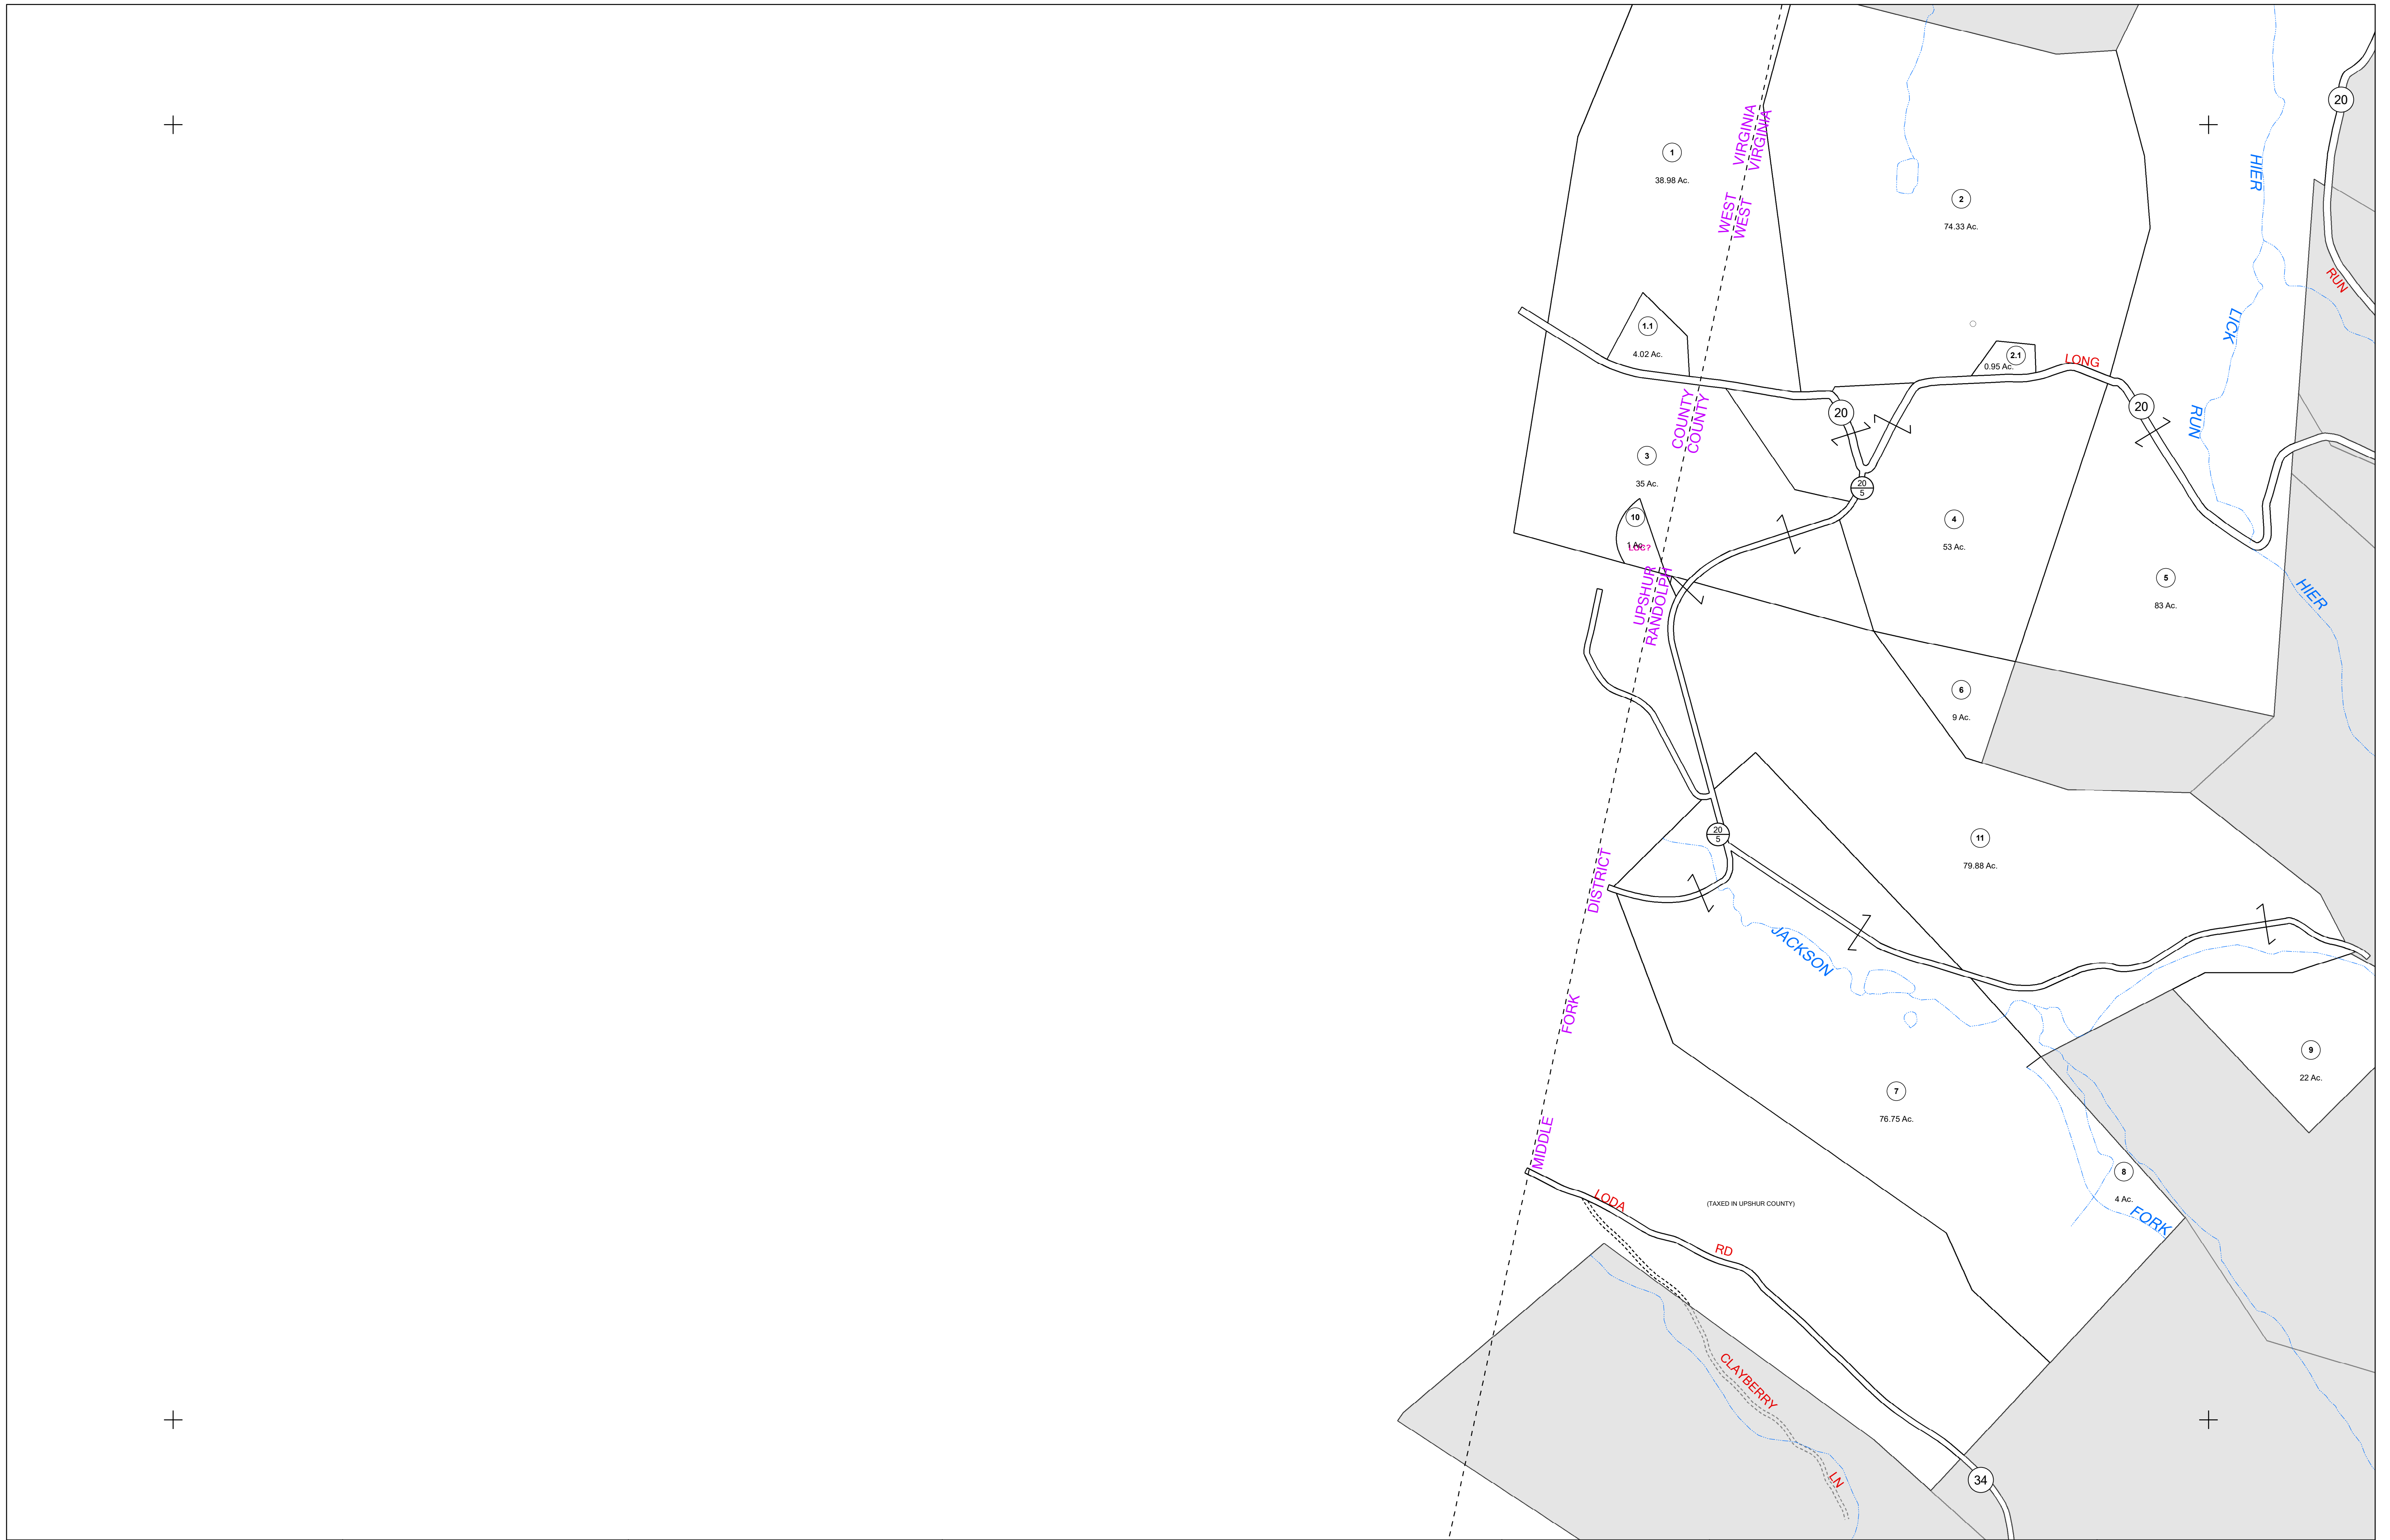 20
WEST VIRGINIA
WEST VIRGINIA
HIER
1
38.98 Ac.
2
74.33 Ac.
RUN
LICK
1.1
4.02 Ac.
2.1
0.95 Ac.
LONG
20
20
COUNTY
COUNTY
RUN
3
35 Ac.
20
5
10
1 Ac.
LOC?
4
53 Ac.
5
83 Ac.
HIER
UPSHUR
RANDOLPH
6
9 Ac.
20
5
11
79.88 Ac.
DISTRICT
JACKSON
FORK
9
22 Ac.
7
76.75 Ac.
MIDDLE
8
4 Ac.
LODA
(TAXED IN UPSHUR COUNTY)
FORK
RD
CLAYBERRY
LN
34